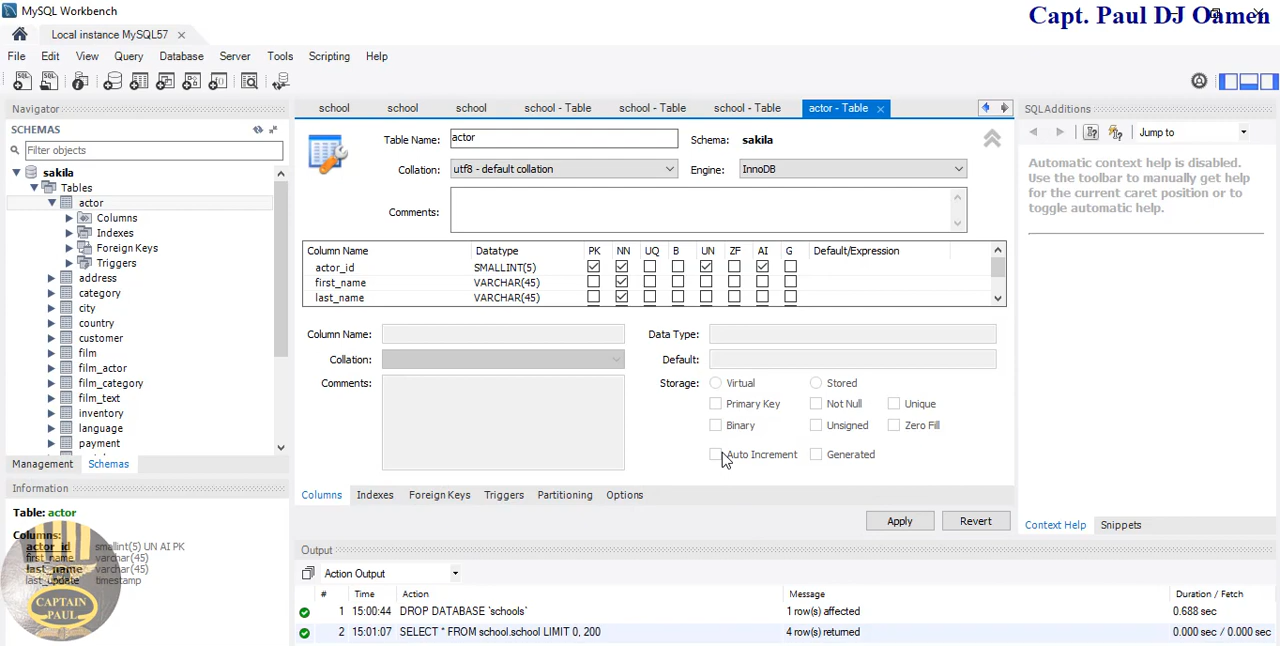 MySQL Workbench
Capt. Paul DJ Oamen
Local instance MySQL57
File Edit View Query Database Server Tools Scripting Help
Navigator
SCHEMAS
Filter objects
sakila
Tables
actor
Columns
Indexes
Foreign Keys
Triggers
address
category
city
country
customer
film
film_actor
film_category
film_text
inventory
language
payment
Management Schemas
Information
Table: actor
Columns:
actor_id smallint(5) UN AI PK
first_name varchar(45)
last_name varchar(45)
last_update timestamp
CAPTAIN
PAUL
school school school school - Table school - Table school - Table actor - Table
Table Name: actor Schema: sakila
Collation: utf8 - default collation Engine: InnoDB
Comments:
Column Name Datatype PK NN UQ B UN ZF AI G Default/Expression
actor_id SMALLINT(5)
first_name VARCHAR(45)
last_name VARCHAR(45)
Column Name: Data Type:
Collation: Default:
Comments: Storage: Virtual Stored
Primary Key Not Null Unique
Binary Unsigned Zero Fill
Auto Increment Generated
Columns Indexes Foreign Keys Triggers Partitioning Options
Apply Revert
Output
Action Output
# Time Action Message Duration / Fetch
1 15:00:44 DROP DATABASE `schools` 1 row(s) affected 0.688 sec
2 15:01:07 SELECT * FROM school.school LIMIT 0, 200 4 row(s) returned 0.000 sec / 0.000 sec
SQLAdditions
Jump to
Automatic context help is disabled.
Use the toolbar to manually get help
for the current caret position or to
toggle automatic help.
Context Help Snippets